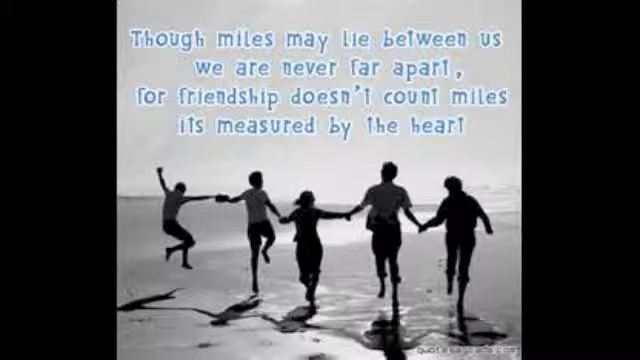 Though miles may lie between us
we are never far apart,
for friendship doesn't count miles
its measured by the heart